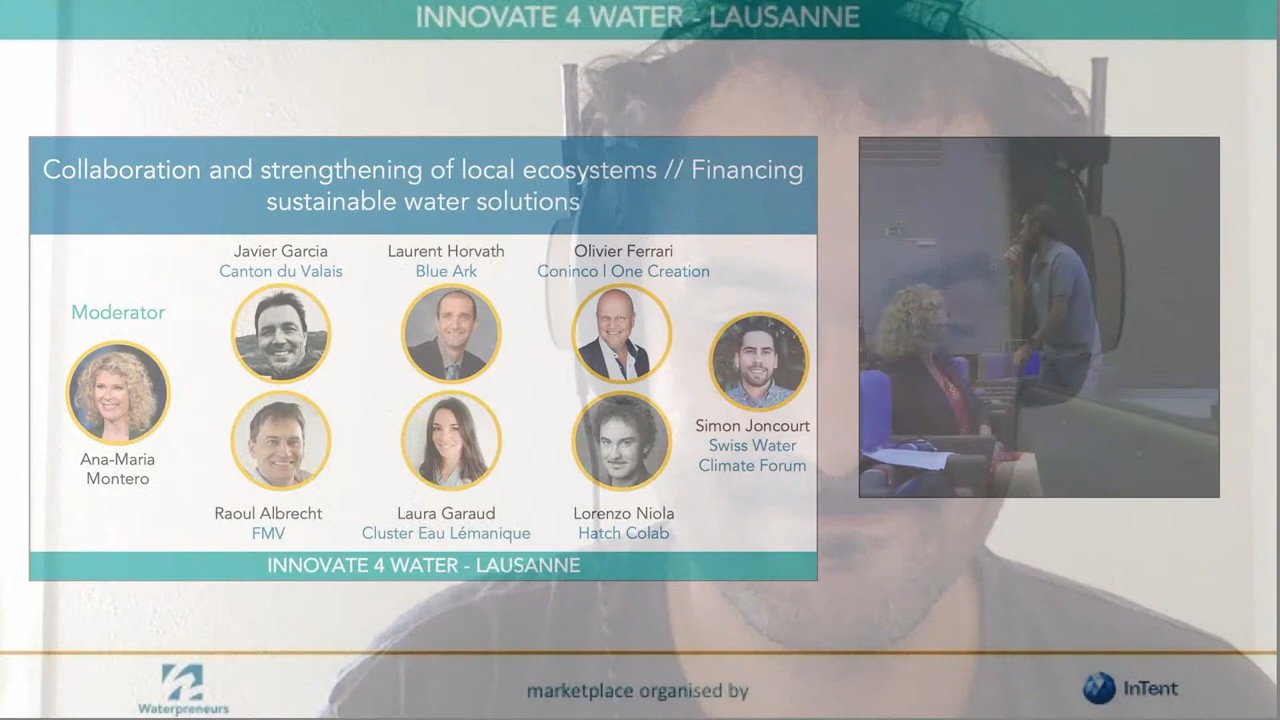 INNOVATE 4 WATER - LAUSANNE
Collaboration and strengthening of local ecosystems // Financing
sustainable water solutions
Moderator
Ana-Maria
Montero
Javier Garcia
Canton du Valais
Laurent Horvath
Blue Ark
Olivier Ferrari
Coninco | One Creation
Simon Joncourt
Swiss Water
Climate Forum
Raoul Albrecht
FMV
Laura Garaud
Cluster Eau Lémanique
Lorenzo Niola
Hatch Colab
INNOVATE 4 WATER - LAUSANNE
Waterpreneurs
marketplace organised by
InTent